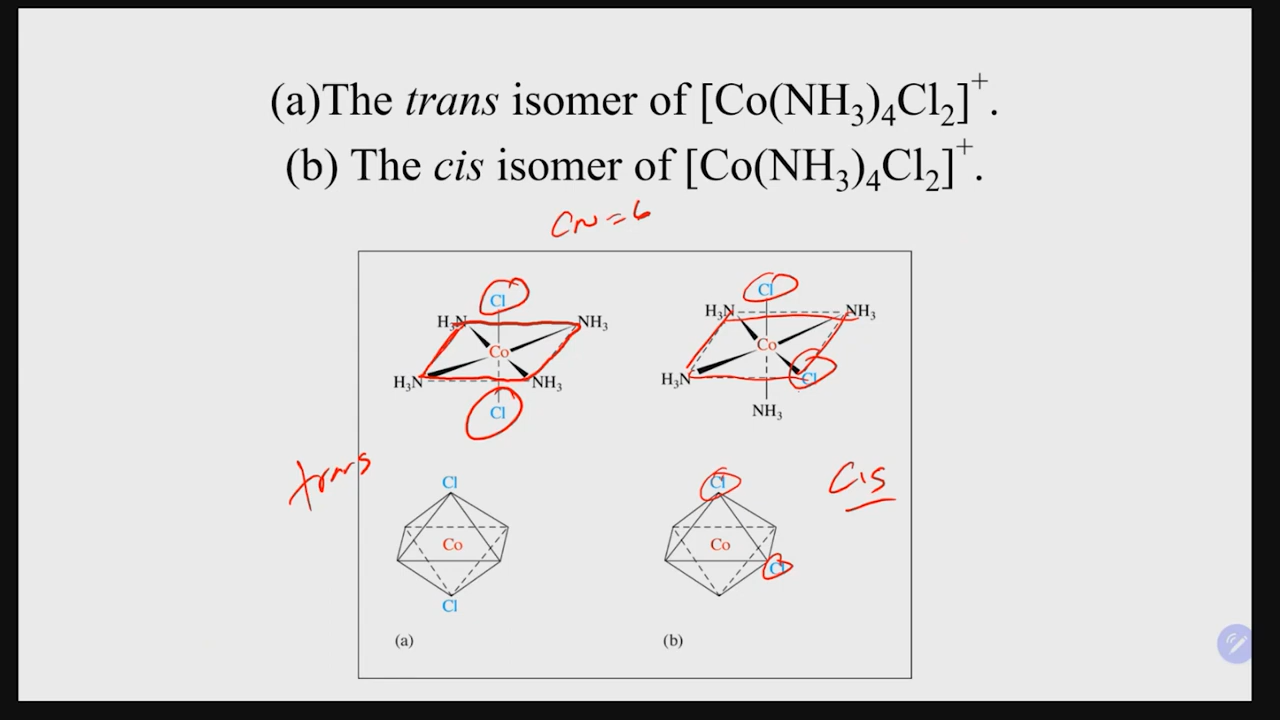 (a)The trans isomer of [Co(NH₃)₄Cl₂]⁺.
(b) The cis isomer of [Co(NH₃)₄Cl₂]⁺.
CN = 6
Cl
H₃N NH₃
Co
H₃N NH₃
Cl
Cl
H₃N NH₃
Co
H₃N Cl
NH₃
trans
Cl
Co
Cl
(a)
Cl
Co
Cl
(b)
Cis